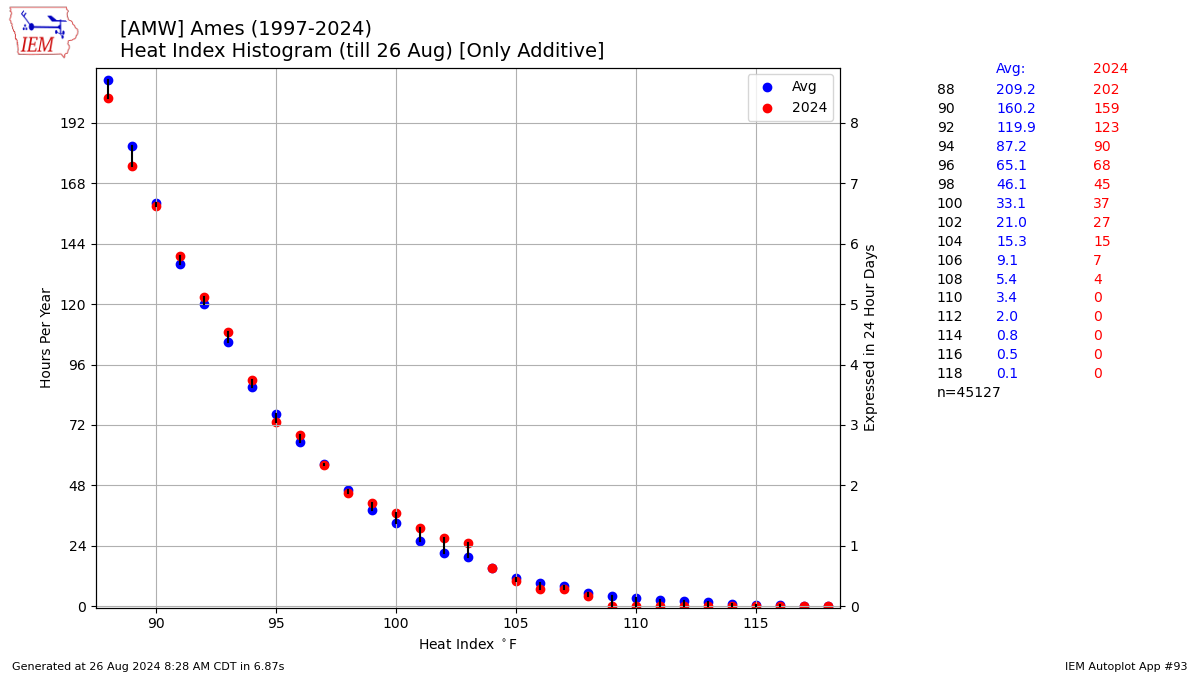 IEM
[AMW] Ames (1997-2024)
Heat Index Histogram (till 26 Aug) [Only Additive]
Avg
2024
Hours Per Year
192
168
144
120
96
72
48
24
0
8
7
6
5
4
3
2
1
0
Expressed in 24 Hour Days
90 95 100 105 110 115
Heat Index °F
Avg: 2024
88 209.2 202
90 160.2 159
92 119.9 123
94 87.2 90
96 65.1 68
98 46.1 45
100 33.1 37
102 21.0 27
104 15.3 15
106 9.1 7
108 5.4 4
110 3.4 0
112 2.0 0
114 0.8 0
116 0.5 0
118 0.1 0
n=45127
Generated at 26 Aug 2024 8:28 AM CDT in 6.87s
IEM Autoplot App #93